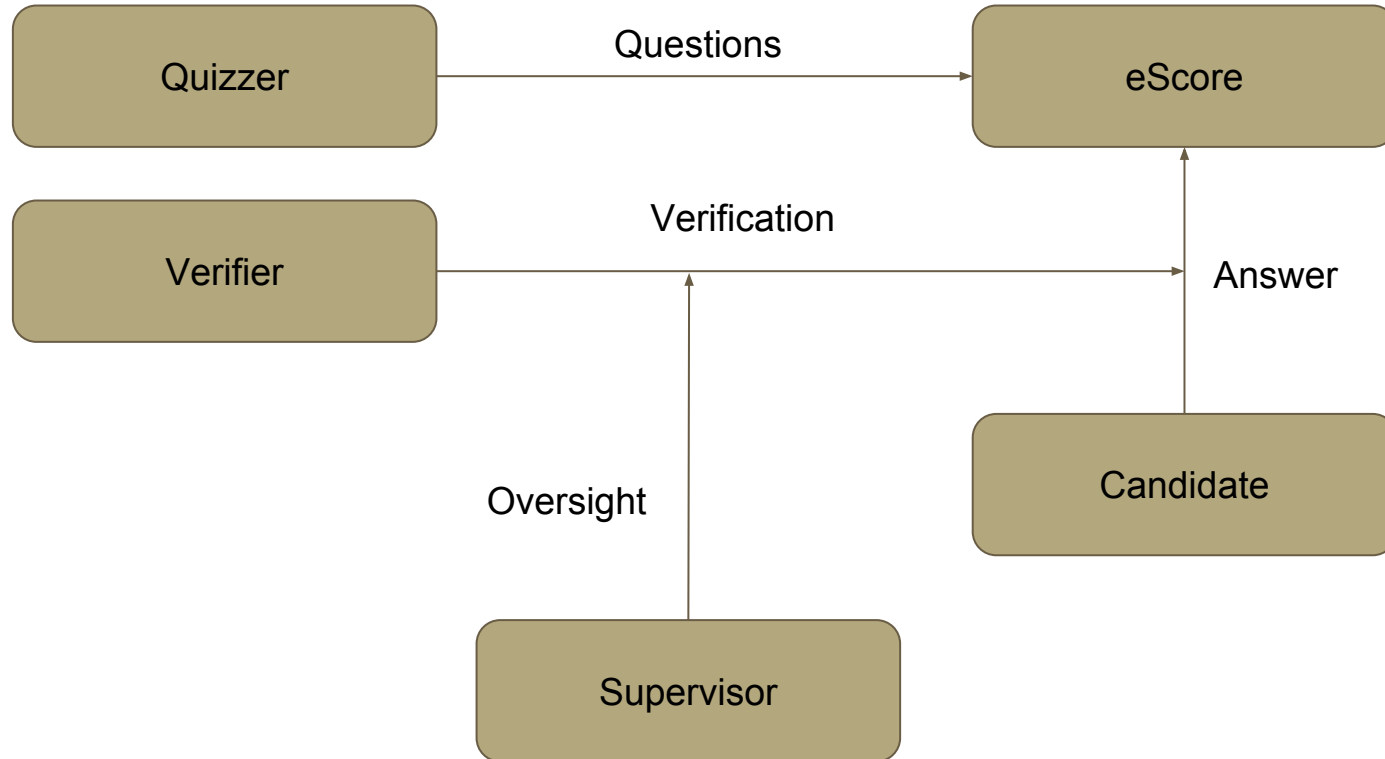 Questions
Quizzer
eScore
Verification
Verifier
Answer
Candidate
Oversight
Supervisor